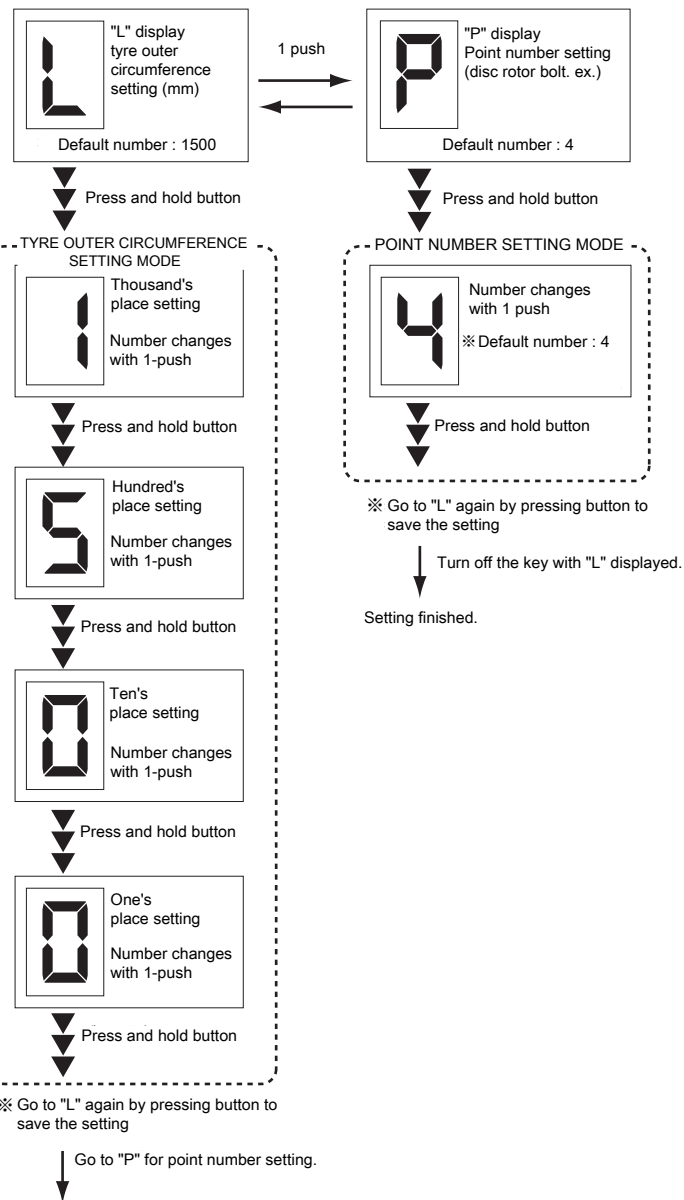 L
"L" display
tyre outer
circumference
setting (mm)
Default number : 1500
1 push
P
"P" display
Point number setting
(disc rotor bolt. ex.)
Default number : 4
Press and hold button
TYRE OUTER CIRCUMFERENCE
SETTING MODE
1
Thousand's
place setting
Number changes
with 1-push
Press and hold button
5
Hundred's
place setting
Number changes
with 1-push
Press and hold button
0
Ten's
place setting
Number changes
with 1-push
Press and hold button
0
One's
place setting
Number changes
with 1-push
Press and hold button
※ Go to "L" again by pressing button to
save the setting
Go to "P" for point number setting.
Press and hold button
POINT NUMBER SETTING MODE
4
Number changes
with 1 push
※ Default number : 4
Press and hold button
※ Go to "L" again by pressing button to
save the setting
Turn off the key with "L" displayed.
Setting finished.